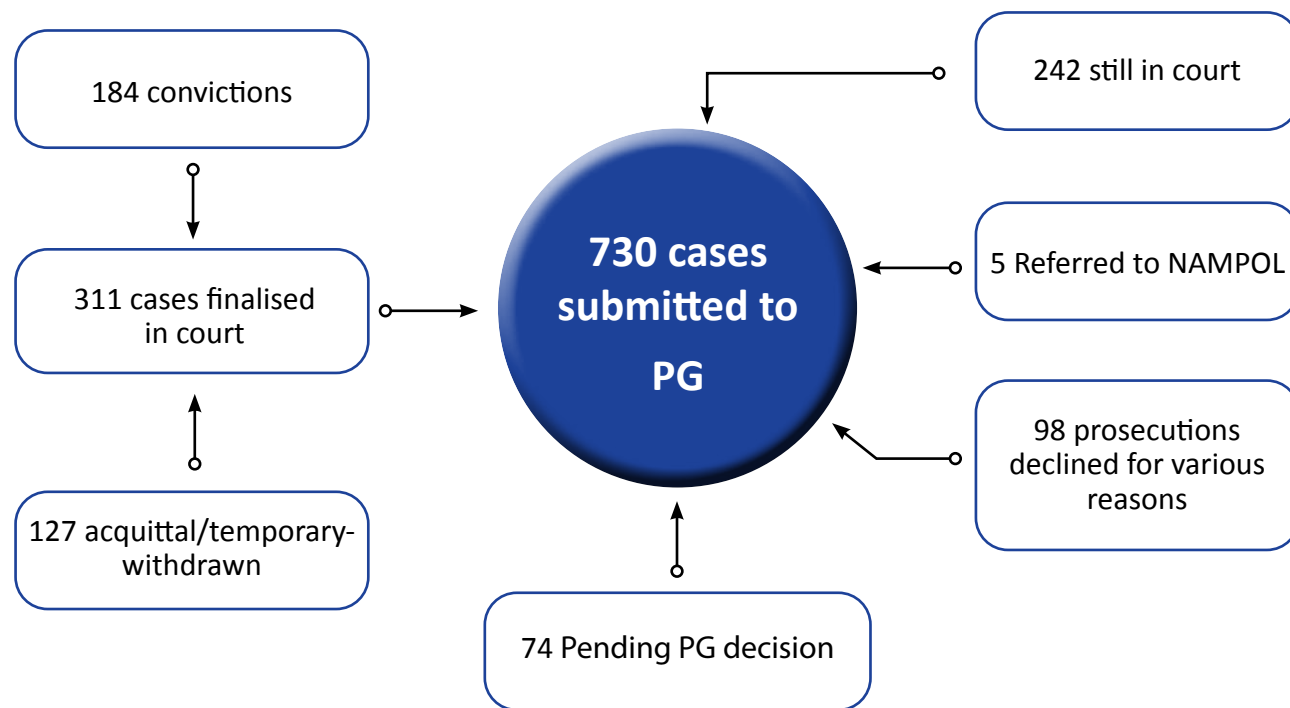 184 convictions
311 cases finalised
in court
127 acquittal/temporary-
withdrawn
730 cases
submitted to
PG
74 Pending PG decision
242 still in court
5 Referred to NAMPOL
98 prosecutions
declined for various
reasons